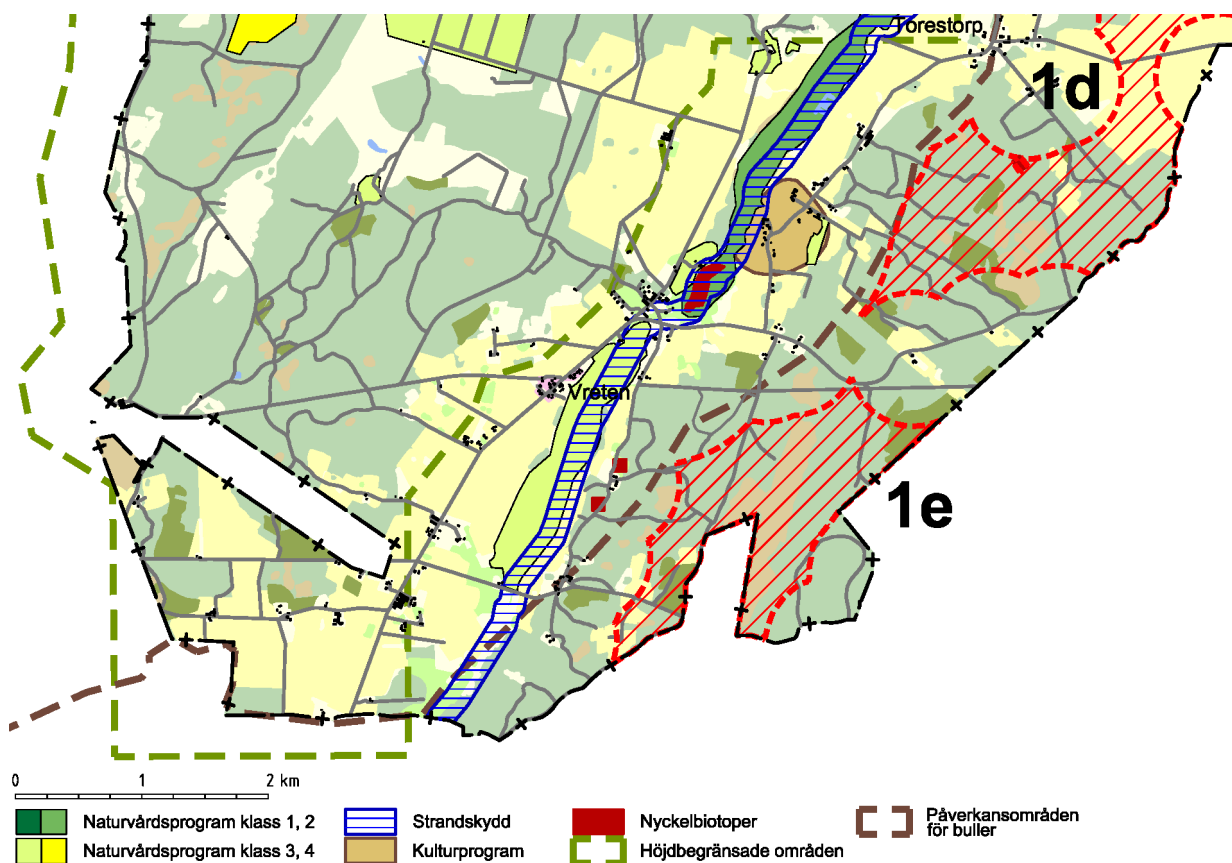 Torestorp
1d
Vreten
1e
0 1 2 km
Naturvårdsprogram klass 1, 2
Strandskydd
Nyckelbiotoper
Påverkansområden
för buller
Naturvårdsprogram klass 3, 4
Kulturprogram
Höjdbegränsade områden